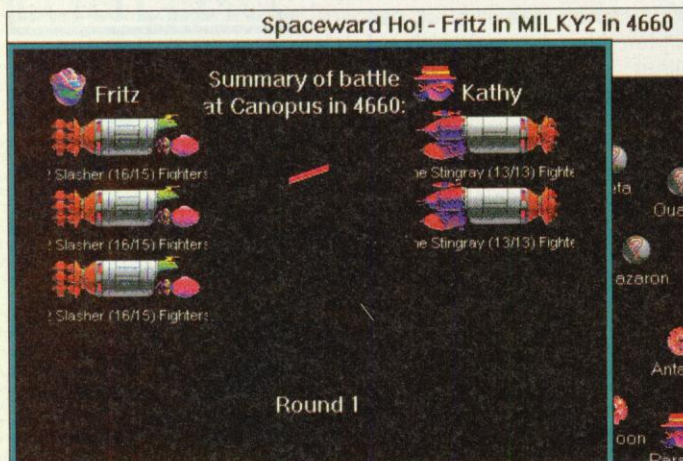 Spaceward Ho! - Fritz in MILKY2 in 4660
Fritz
Summary of battle
at Canopus in 4660:
Kathy
Slasher (16/15) Fighters
Stingray (13/13) Fighte
Slasher (16/15) Fighters
Stingray (13/13) Fighte
Slasher (16/15) Fighters
Round 1
eta
Oua
azaron
Anta
oon